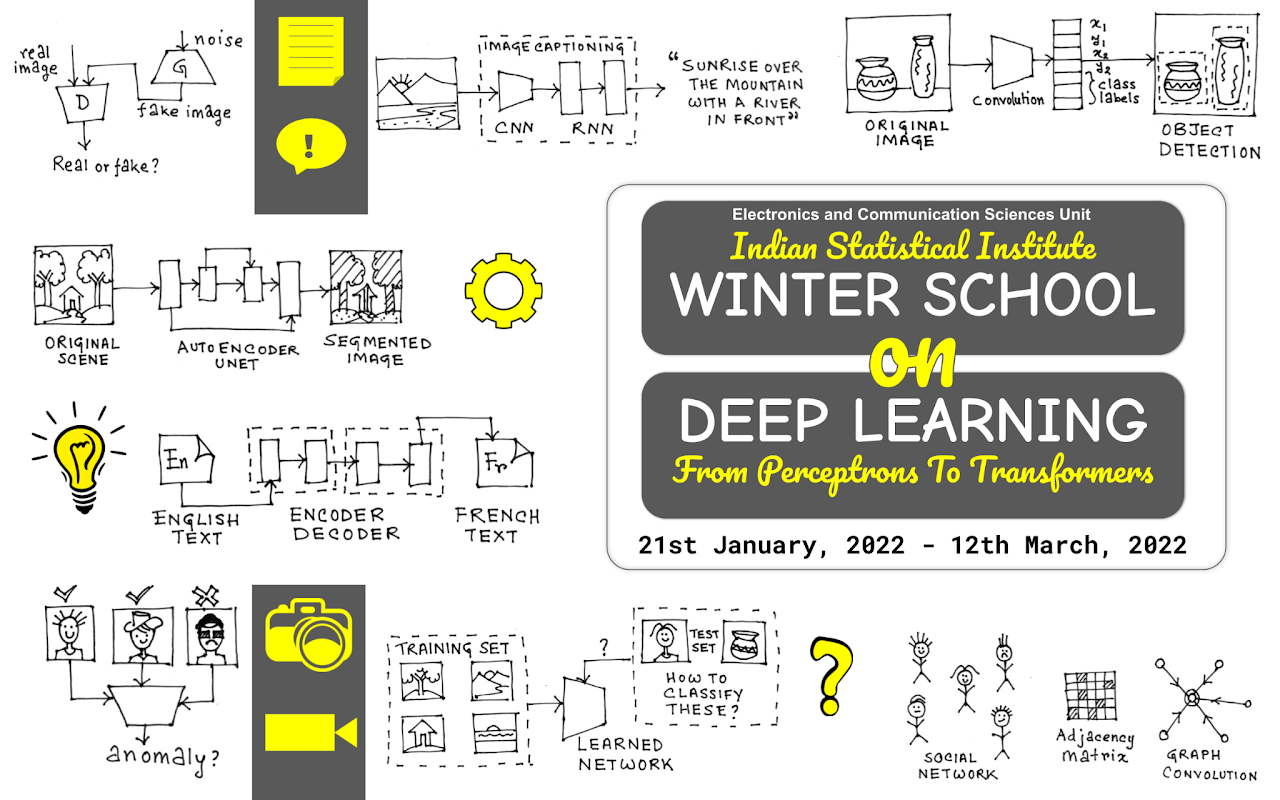 real
image
noise
G
D
fake image
Real or fake?
!
IMAGE CAPTIONING
CNN
RNN
"SUNRISE OVER
THE MOUNTAIN
WITH A RIVER
IN FRONT"
ORIGINAL
IMAGE
Convolution
x1
y1
x2
y2
class
labels
OBJECT
DETECTION
Electronics and Communication Sciences Unit
Indian Statistical Institute
WINTER SCHOOL
on
DEEP LEARNING
From Perceptrons To Transformers
21st January, 2022 - 12th March, 2022
ORIGINAL
SCENE
AUTOENCODER
UNET
SEGMENTED
IMAGE
En
Fr
ENGLISH
TEXT
ENCODER
DECODER
FRENCH
TEXT
anomaly?
TRAINING SET
?
TEST
SET
HOW TO
CLASSIFY
THESE?
LEARNED
NETWORK
?
SOCIAL
NETWORK
Adjacency
matrix
GRAPH
CONVOLUTION